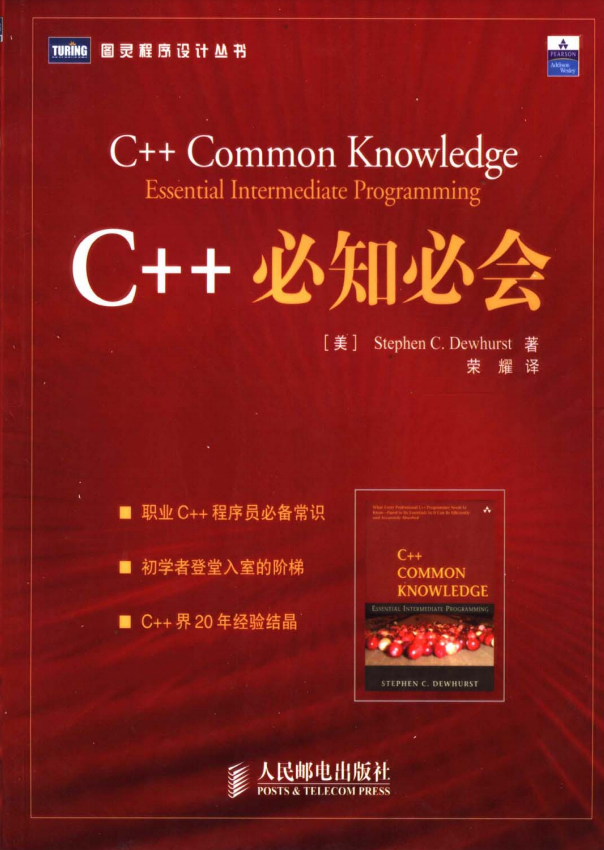 TURING 图灵程序设计丛书
PEARSON
Addison
Wesley
C++ Common Knowledge
Essential Intermediate Programming
C++ 必知必会
[美] Stephen C. Dewhurst 著
荣 耀 译
■ 职业C++程序员必备常识
■ 初学者登堂入室的阶梯
■ C++界20年经验结晶
C++
COMMON
KNOWLEDGE
ESSENTIAL INTERMEDIATE PROGRAMMING
STEPHEN C. DEWHURST
人民邮电出版社
POSTS & TELECOM PRESS